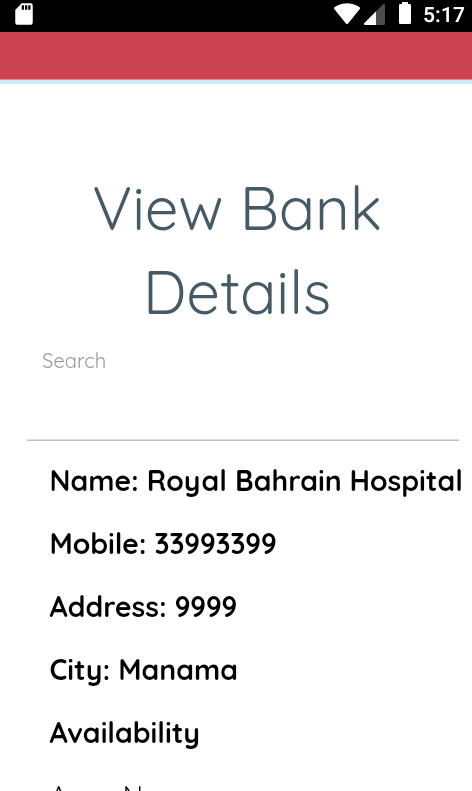 5:17
View Bank
Details
Search
Name: Royal Bahrain Hospital
Mobile: 33993399
Address: 9999
City: Manama
Availability